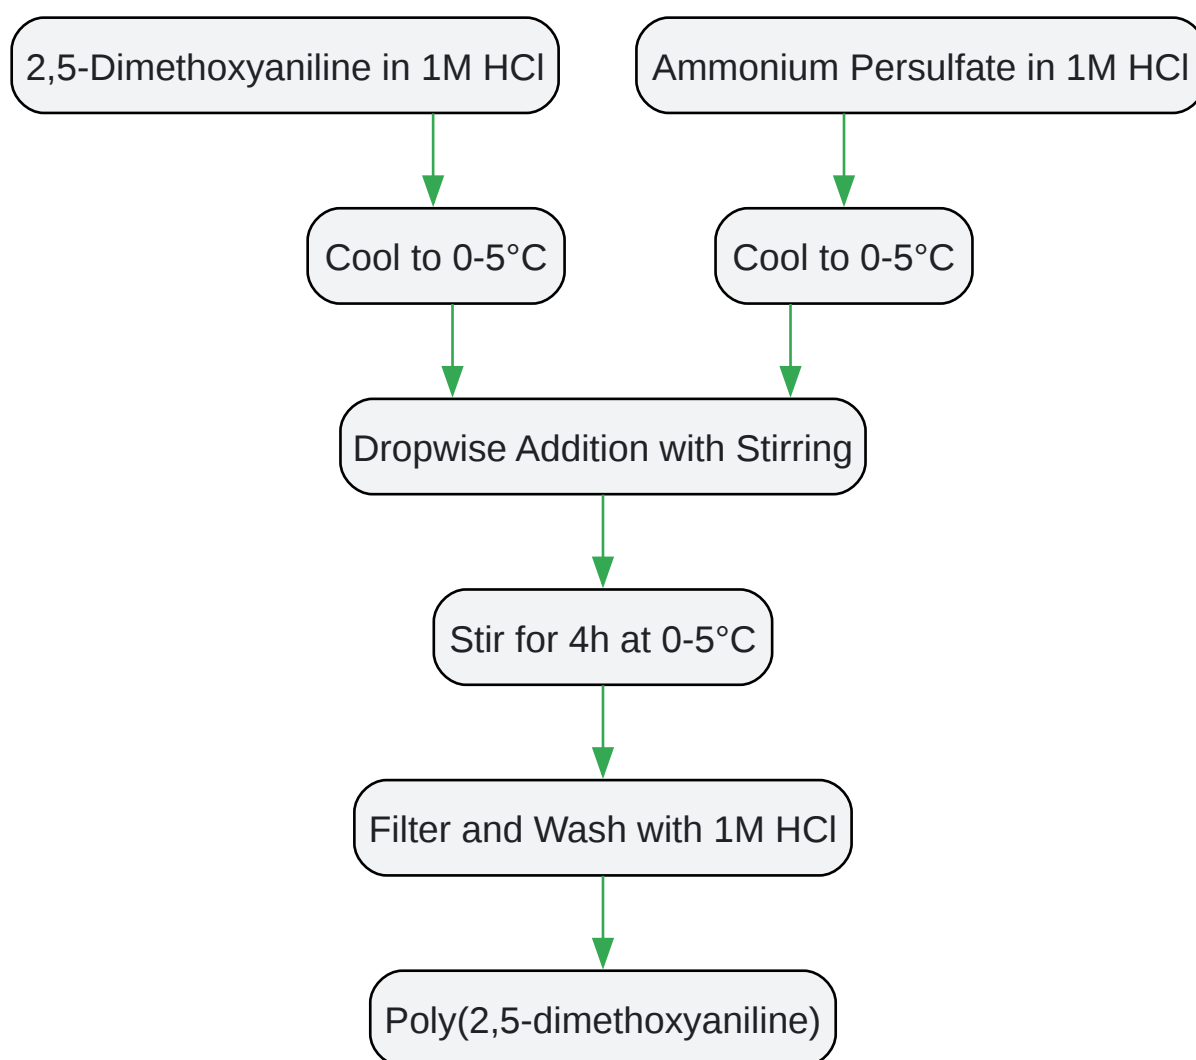 2,5-Dimethoxyaniline in 1M HCl
Ammonium Persulfate in 1M HCl
Cool to 0-5°C
Cool to 0-5°C
Dropwise Addition with Stirring
Stir for 4h at 0-5°C
Filter and Wash with 1M HCl
Poly(2,5-dimethoxyaniline)